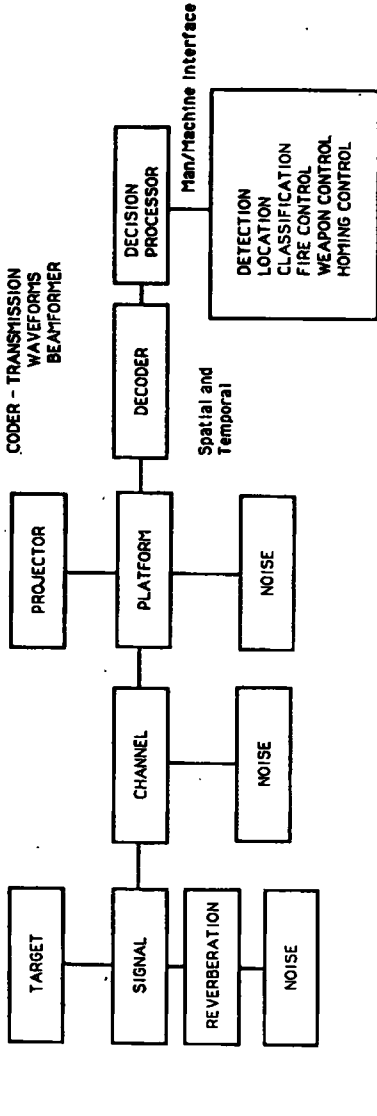 CODER - TRANSMISSION
WAVEFORMS
BEAMFORMER
TARGET
PROJECTOR
SIGNAL
CHANNEL
PLATFORM
DECODER
DECISION
PROCESSOR
Man/Machine Interface
REVERBERATION
NOISE
NOISE
NOISE
Spatial and
Temporal
DETECTION
LOCATION
CLASSIFICATION
FIRE CONTROL
WEAPON CONTROL
HOMING CONTROL